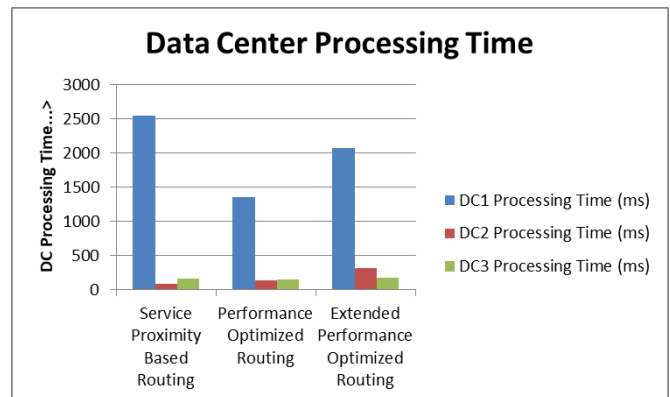 Data Center Processing Time
DC Processing Time...>
3000
2500
2000
1500
1000
500
0
Service
Proximity
Based
Routing
Performance
Optimized
Routing
Extended
Performance
Optimized
Routing
DC1 Processing Time (ms)
DC2 Processing Time (ms)
DC3 Processing Time (ms)